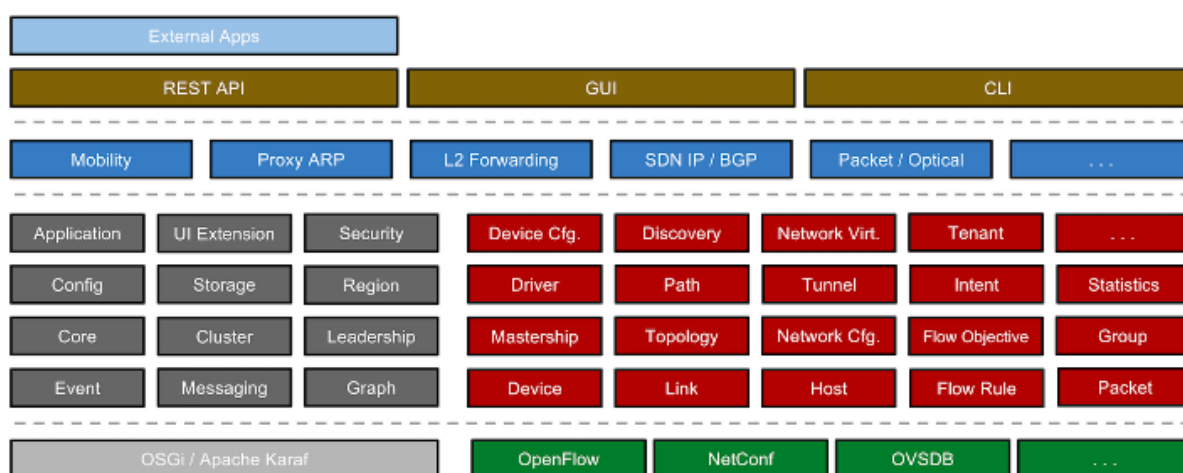 External Apps
REST API GUI CLI
Mobility Proxy ARP L2 Forwarding SDN IP / BGP Packet / Optical . . .
Application UI Extension Security Device Cfg. Discovery Network Virt. Tenant . . .
Config Storage Region Driver Path Tunnel Intent Statistics
Core Cluster Leadership Mastership Topology Network Cfg. Flow Objective Group
Event Messaging Graph Device Link Host Flow Rule Packet
OSGi / Apache Karaf OpenFlow NetConf OVSDB . . .